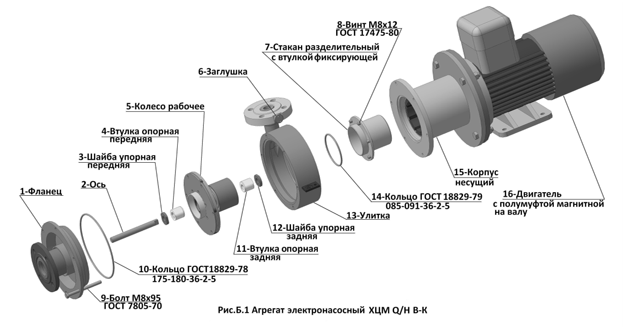 8-Винт М8х12
ГОСТ 17475-80
7-Стакан разделительный
с втулкой фиксирующей
6-Заглушка
5-Колесо рабочее
4-Втулка опорная
передняя
3-Шайба упорная
передняя
2-Ось
1-Фланец
15-Корпус
несущий
16-Двигатель
с полумуфтой магнитной
на валу
14-Кольцо ГОСТ 18829-79
085-091-36-2-5
13-Улитка
12-Шайба упорная
задняя
11-Втулка опорная
задняя
10-Кольцо ГОСТ18829-78
175-180-36-2-5
9-Болт М8х95
ГОСТ 7805-70
Рис.Б.1 Агрегат электронасосный ХЦМ Q/H В-К